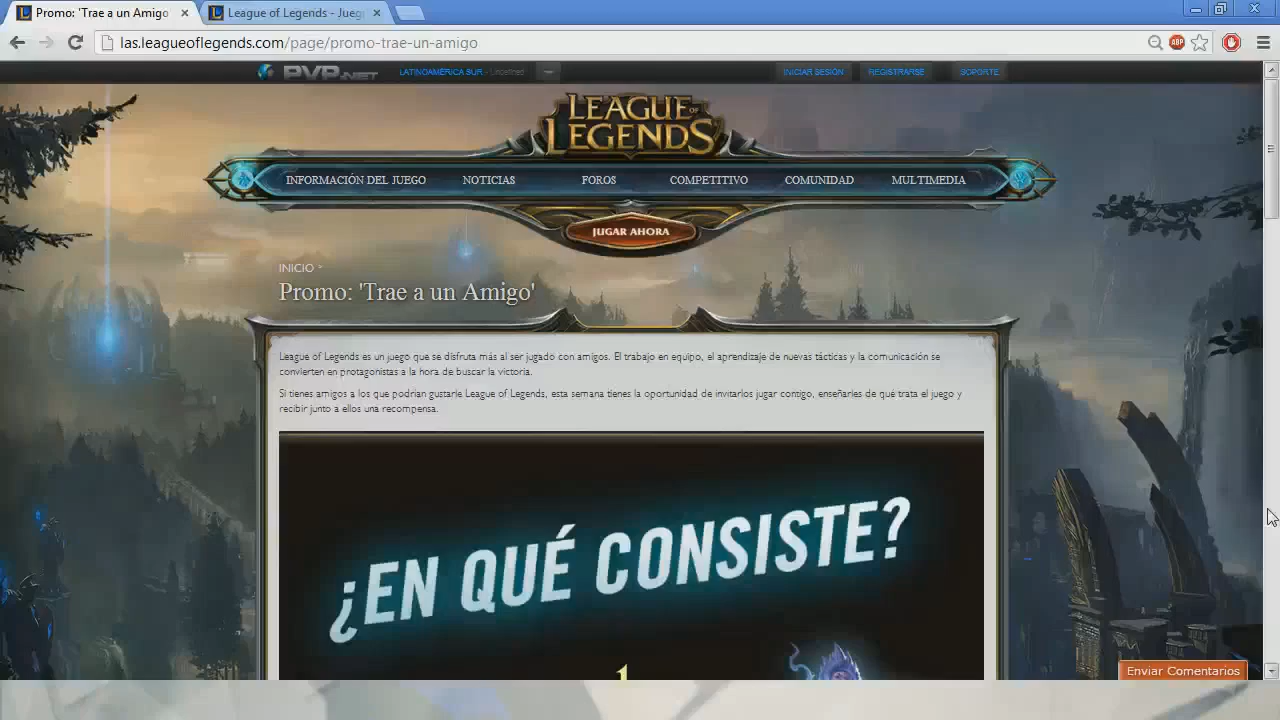 Promo: 'Trae a un Amigo
League of Legends - Jueg
las.leagueoflegends.com/page/promo-trae-un-amigo
ABP
PVP.NET
LATINOAMÉRICA SUR - Undefined
INICIAR SESIÓN
REGISTRARSE
SOPORTE
LEAGUE OF LEGENDS
INFORMACIÓN DEL JUEGO
NOTICIAS
FOROS
COMPETITIVO
COMUNIDAD
MULTIMEDIA
JUGAR AHORA
INICIO >
Promo: 'Trae a un Amigo'
League of Legends es un juego que se disfruta más al ser jugado con amigos. El trabajo en equipo, el aprendizaje de nuevas tácticas y la comunicación se
convierten en protagonistas a la hora de buscar la victoria.
Si tienes amigos a los que podrían gustarle League of Legends, esta semana tienes la oportunidad de invitarlos jugar contigo, enseñarles de qué trata el juego y
recibir junto a ellos una recompensa.
¿EN QUÉ CONSISTE?
1
Enviar Comentarios